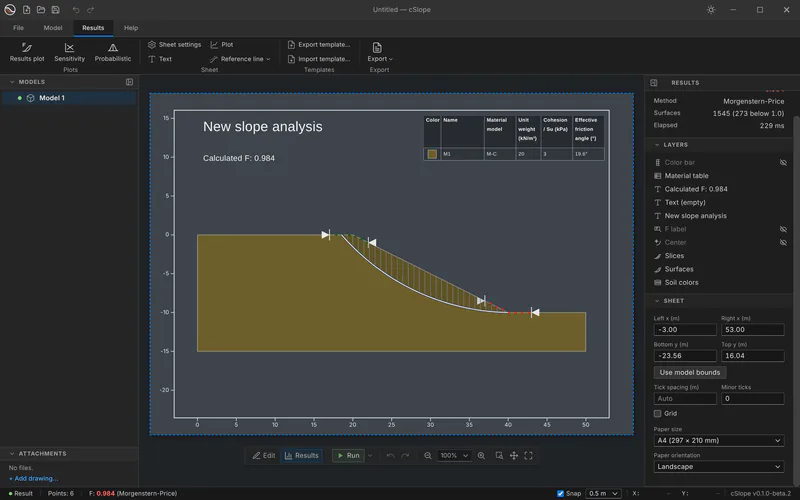 Untitled — cSlope
File Model Results Help
Results plot Sensitivity Probabilistic
Plots
Sheet settings Plot
Text Reference line
Sheet
Export template...
Import template...
Templates
Export
Export
MODELS
Model 1
ATTACHMENTS
No files.
+ Add drawing...
New slope analysis
Calculated F: 0.984
Color Name Material model Unit weight (kN/m³) Cohesion / Su (kPa) Effective friction angle (°)
M1 M-C 20 3 19.6°
15
10
5
0
-5
-10
-15
-20
0 5 10 15 20 25 30 35 40 45 50
Edit Results Run 100%
RESULTS
Method Morgenstern-Price
Surfaces 1545 (273 below 1.0)
Elapsed 229 ms
LAYERS
Color bar
Material table
Calculated F: 0.984
Text (empty)
New slope analysis
F label
Center
Slices
Surfaces
Soil colors
SHEET
Left x (m) Right x (m)
-3.00 53.00
Bottom y (m) Top y (m)
-23.56 16.04
Use model bounds
Tick spacing (m) Minor ticks
Auto 0
Grid
Paper size
A4 (297 × 210 mm)
Paper orientation
Landscape
Result Points: 6 F: 0.984 (Morgenstern-Price) Snap 0.5 m X: – Y: – cSlope v0.1.0-beta.2